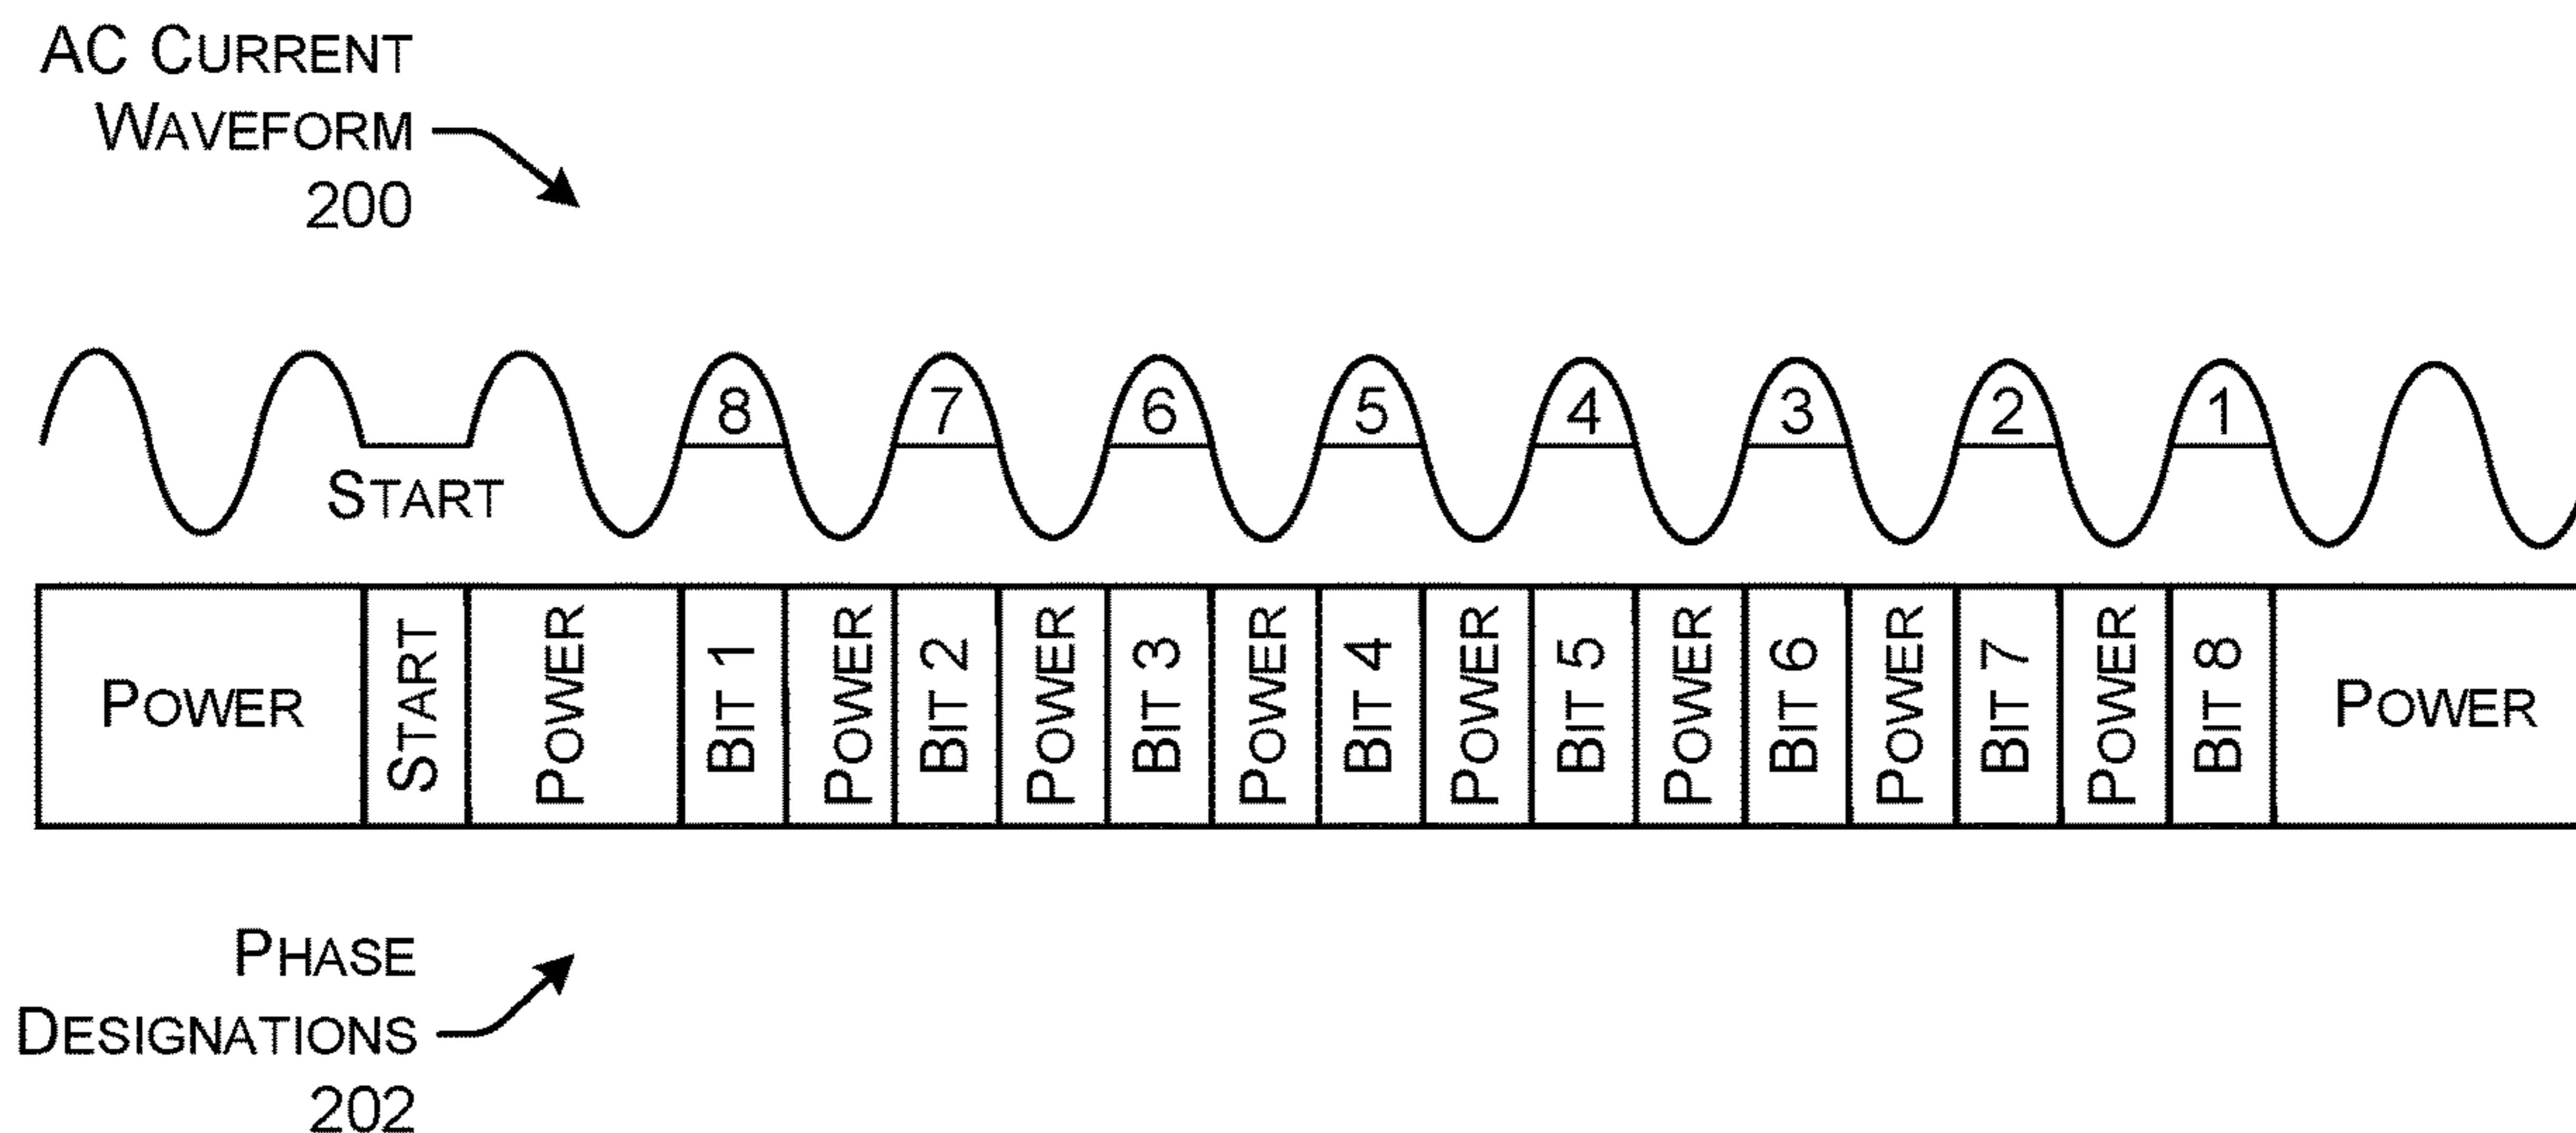 AC CURRENT
WAVEFORM
200
8 7 6 5 4 3 2 1
START
POWER START POWER BIT 1 POWER BIT 2 POWER BIT 3 POWER BIT 4 POWER BIT 5 POWER BIT 6 POWER BIT 7 POWER BIT 8 POWER
PHASE
DESIGNATIONS
202